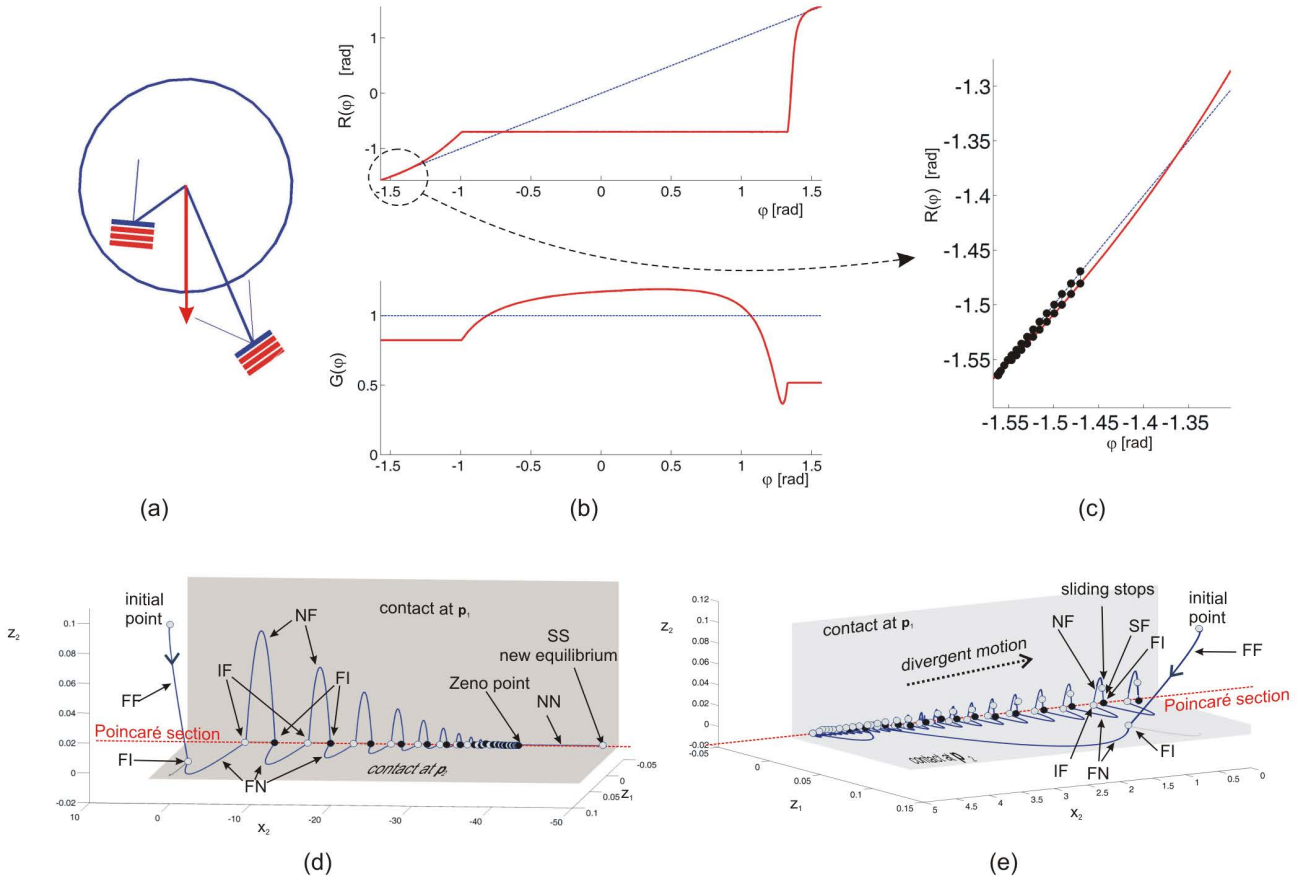 1
0
-1
R(φ) [rad]
-1.5
-1
-0.5
0
0.5
1
1.5
φ [rad]
1
0.5
0
G(φ)
-1.5
-1
-0.5
0
0.5
1
1.5
φ [rad]
-1.3
-1.35
-1.4
-1.45
-1.5
-1.55
R(φ) [rad]
-1.55
-1.5
-1.45
-1.4
-1.35
φ [rad]
(a)
(b)
(c)
initial
point
NF
contact at p₁
SS
new equilibrium
IF
FI
Zeno point
NN
FF
Poincaré section
FI
FN
contact at p₂
z₂
0.1
0.08
0.06
0.04
0.02
0
-0.02
10
0
-10
-20
-30
-40
-50
x₂
-0.05
0
0.05
0.1
z₁
sliding stops
initial
point
NF
SF
FI
FF
contact at p₁
divergent motion
Poincaré section
contact at p₂
IF
FN
FI
z₂
0.12
0.1
0.08
0.06
0.04
0.02
0
-0.02
-0.05
0
0.05
0.1
0.15
z₁
5
4.5
4
3.5
3
2.5
2
1.5
1
0.5
0
x₂
(d)
(e)